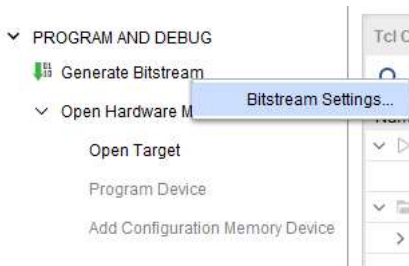 PROGRAM AND DEBUG
Tcl
Generate Bitstream
Bitstream Settings...
Open Hardware M
Open Target
Program Device
Add Configuration Memory Device